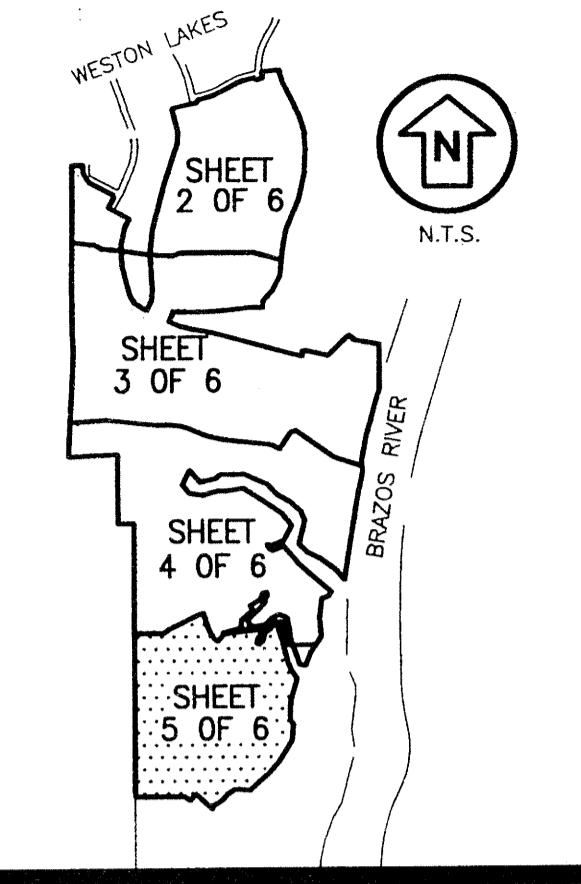 WESTON LAKES
SHEET
2 OF 6
N
N.T.S.
SHEET
3 OF 6
BRAZOS RIVER
SHEET
4 OF 6
SHEET
5 OF 6